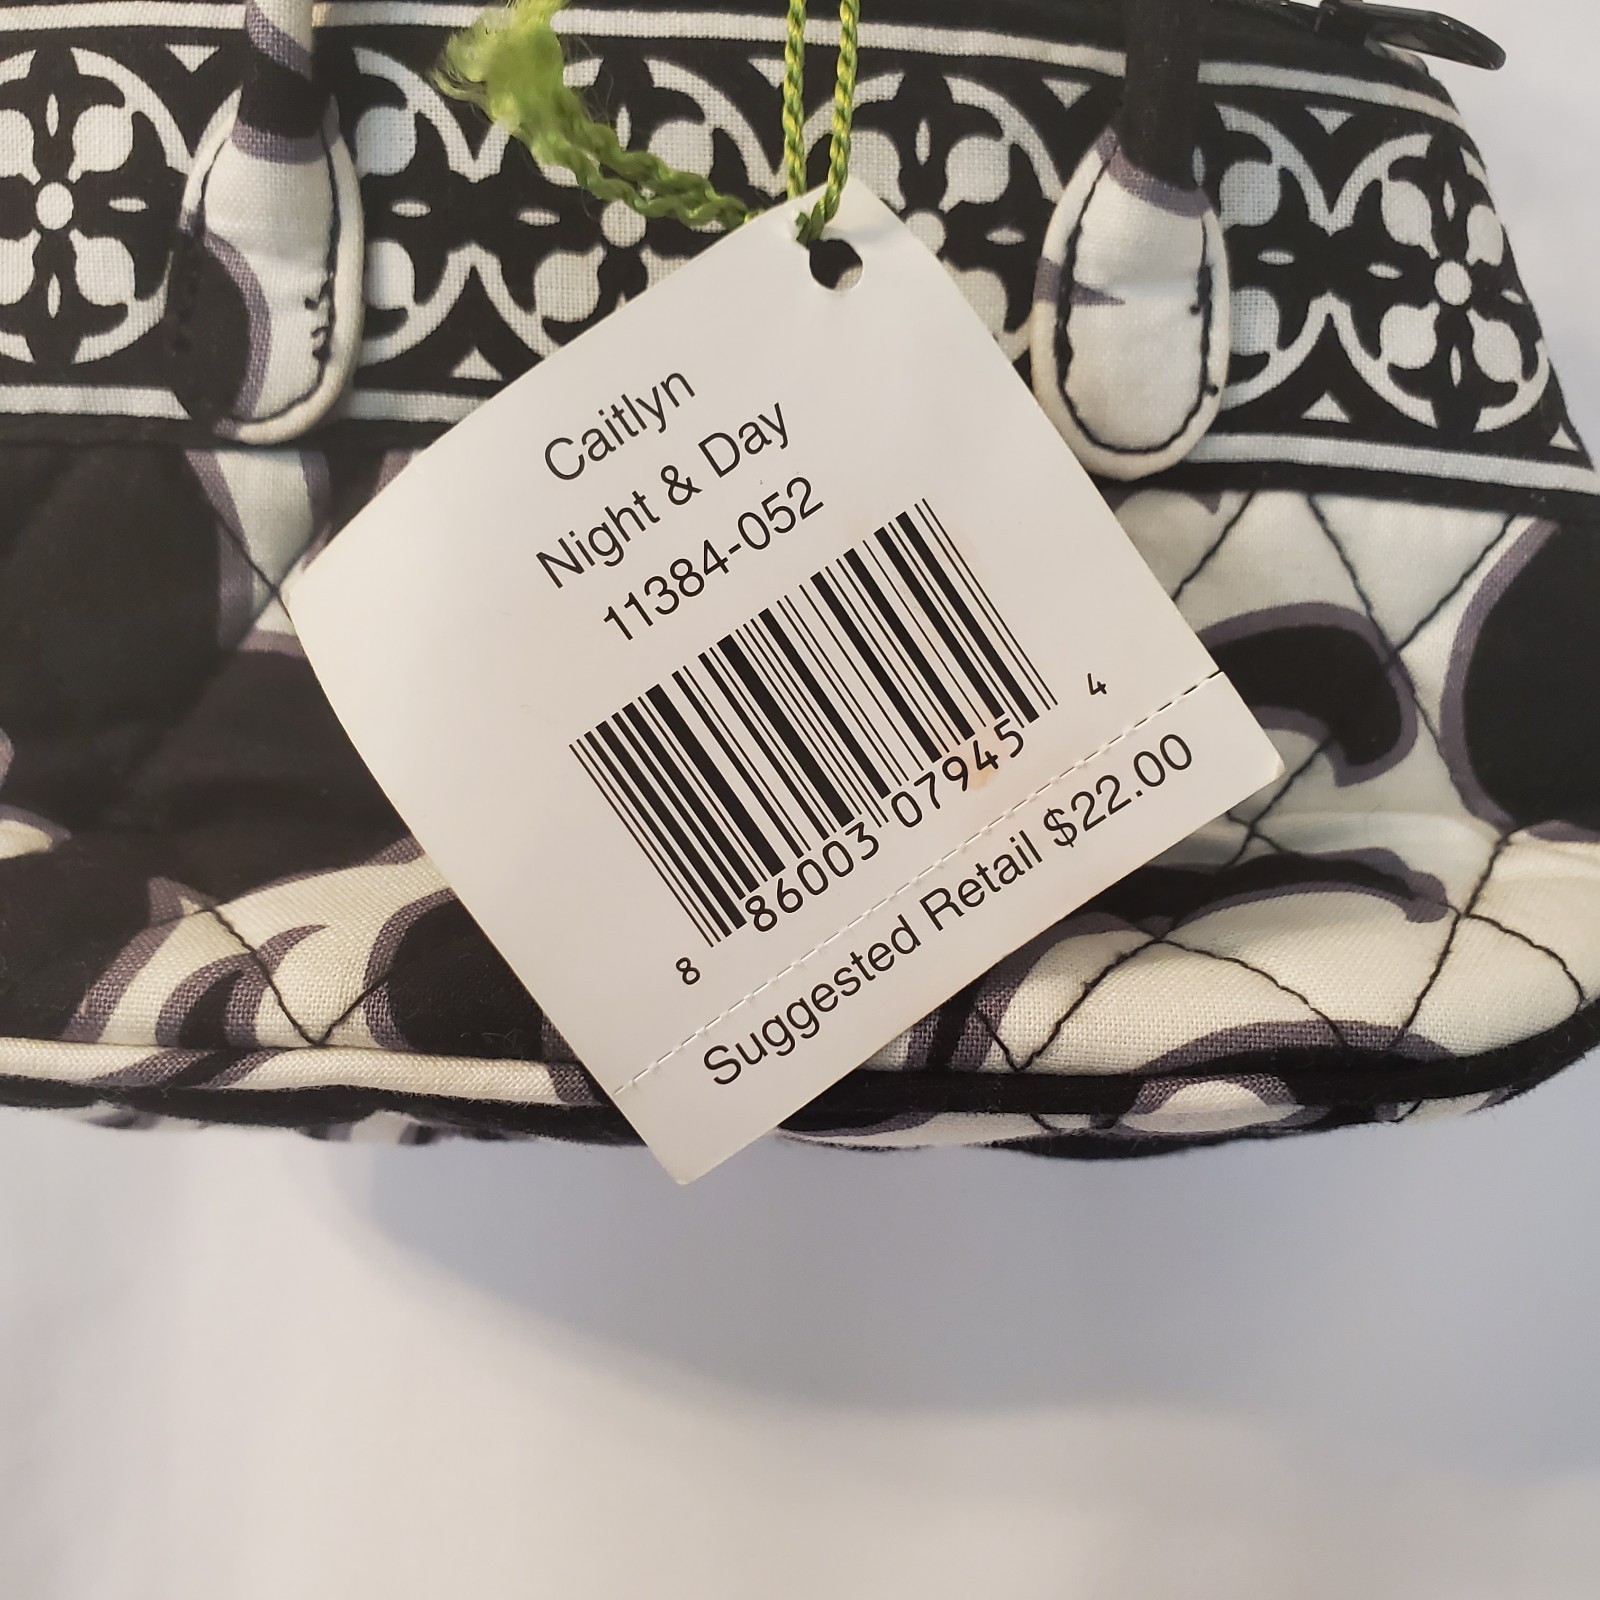 Caitlyn
Night & Day
11384-052
8 86003 07945 4
Suggested Retail $22.00